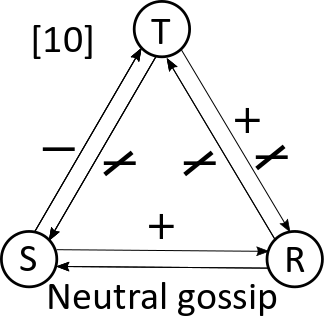 [10] T
+
− ≠ ≠ ≠
+
S R
Neutral gossip